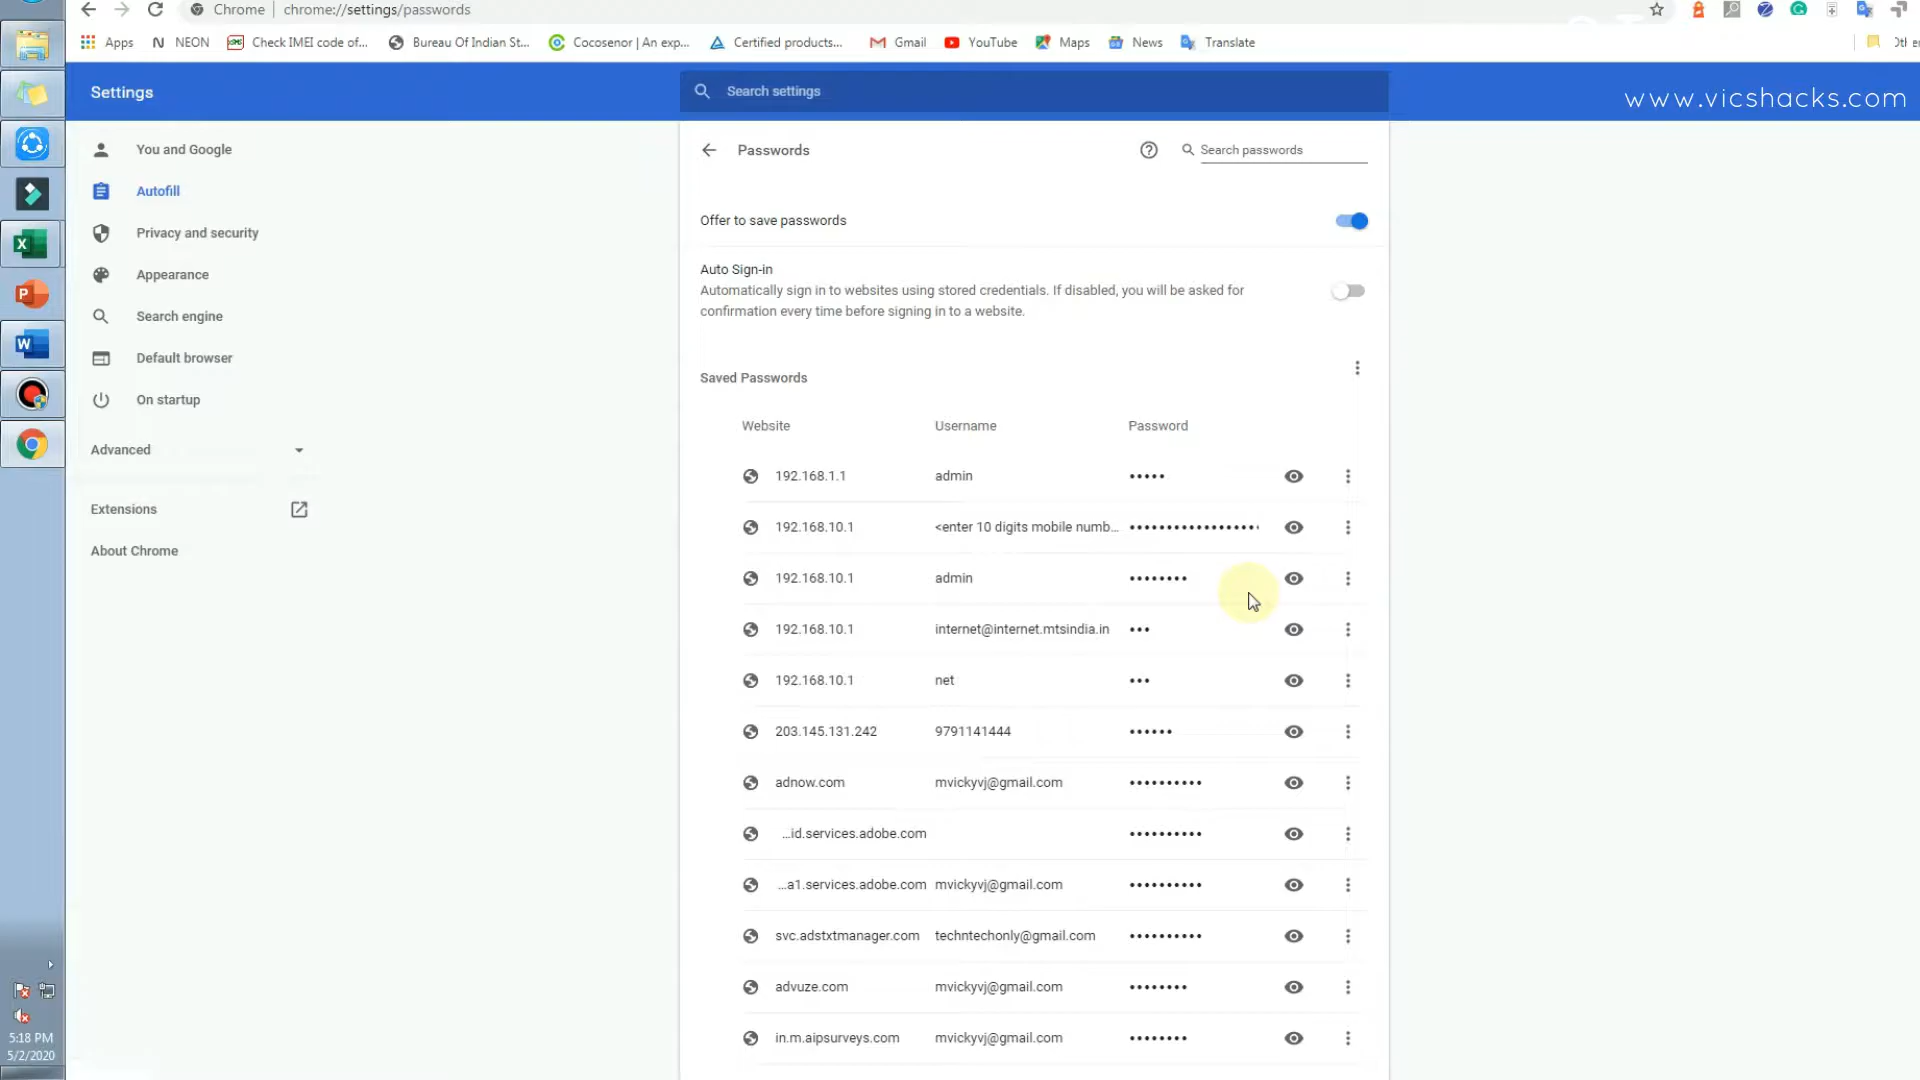 Chrome | chrome://settings/passwords
Apps NEON Check IMEI code of... Bureau Of Indian St... Cocosenor | An exp... Certified products... Gmail YouTube Maps News Translate
Settings
Search settings
www.vicshacks.com
You and Google
Autofill
Privacy and security
Appearance
Search engine
Default browser
On startup
Advanced
Extensions
About Chrome
Passwords
Search passwords
Offer to save passwords
Auto Sign-in
Automatically sign in to websites using stored credentials. If disabled, you will be asked for
confirmation every time before signing in to a website.
Saved Passwords
Website Username Password
192.168.1.1 admin •••••
192.168.10.1 <enter 10 digits mobile numb... ••••••••••••••••••
192.168.10.1 admin ••••••••
192.168.10.1 internet@internet.mtsindia.in •••
192.168.10.1 net •••
203.145.131.242 9791141444 ••••••
adnow.com mvickyvj@gmail.com ••••••••••
...id.services.adobe.com ••••••••••
...a1.services.adobe.com mvickyvj@gmail.com ••••••••••
svc.adstxtmanager.com techntechonly@gmail.com ••••••••••
advuze.com mvickyvj@gmail.com ••••••••
in.m.aipsurveys.com mvickyvj@gmail.com ••••••••
5:18 PM
5/2/2020